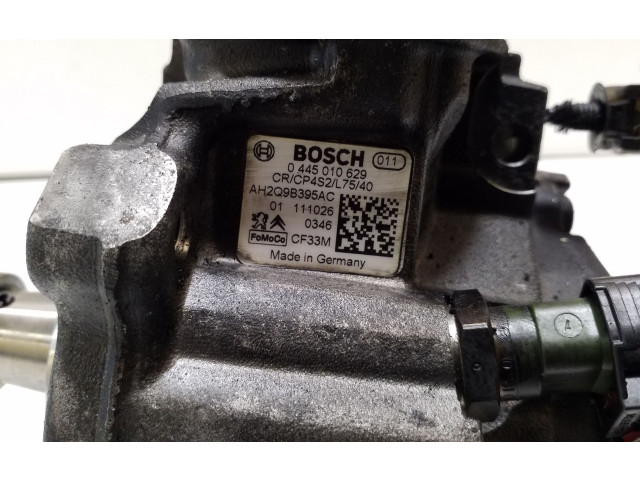 BOSCH 011
0 445 010 629
CR/CP4S2/L75/40
AH2Q9B395AC
01 111026
0346
FoMoCo CF33M
Made in Germany
A